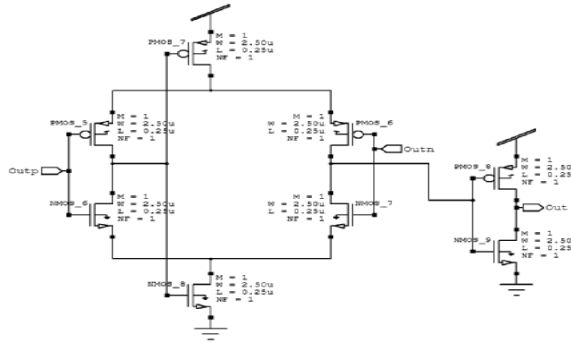 PMOS_7
M = 1
W = 2.50u
L = 0.25u
NF = 1
PMOS_5
M = 1
W = 2.50u
L = 0.25u
NF = 1
M = 1
W = 2.50u
L = 0.25u
NF = 1
PMOS_6
Outn
Outp
NMOS_6
M = 1
W = 2.50u
L = 0.25u
NF = 1
M = 1
W = 2.50u
L = 0.25u
NF = 1
NMOS_7
PMOS_8
M = 1
W = 2.50
L = 0.25
NF = 1
Out
NMOS_9
M = 1
W = 2.50
L = 0.25
NF = 1
NMOS_8
M = 1
W = 2.50u
L = 0.25u
NF = 1